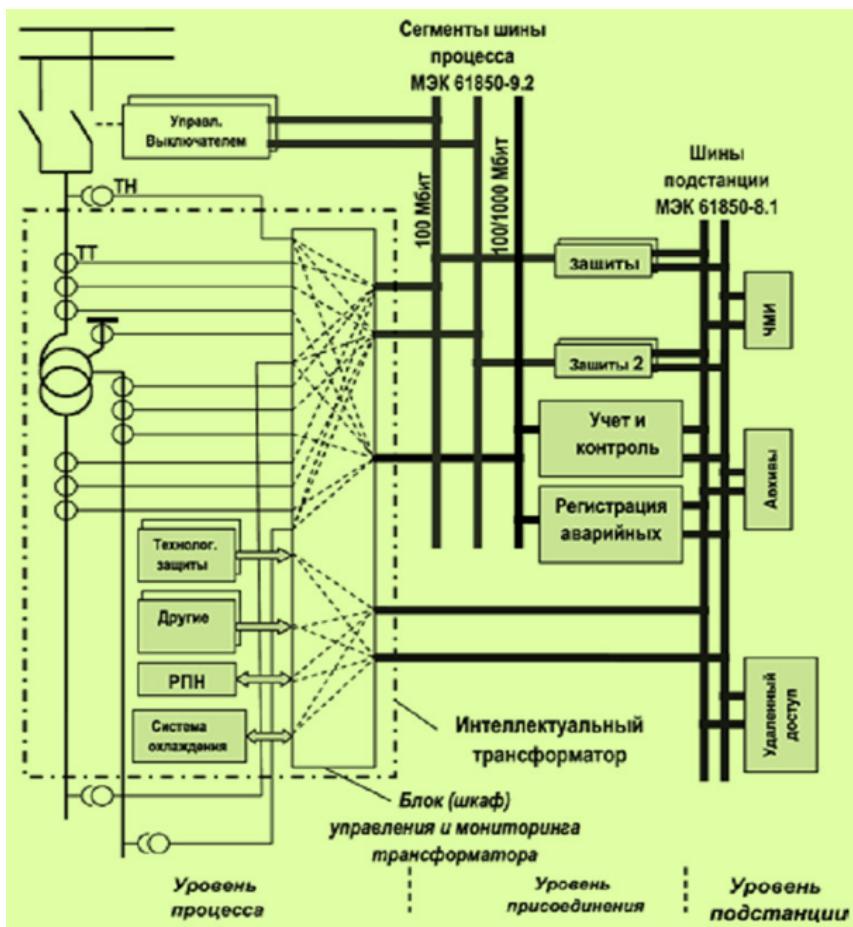 Сегменты шины
процесса
МЭК 61850-9.2
Управл.
Выключателем
Шины
подстанции
МЭК 61850-8.1
100 Мбит
100/1000 Мбит
ТН
ТТ
Зашиты
Зашиты 2
ЧМИ
Учет и
контроль
Регистрация
аварийных
Архивы
Технолог.
защиты
Другие
РПН
Система
охлаждения
Удаленный
доступ
Интеллектуальный
трансформатор
Блок (шкаф)
управления и мониторинга
трансформатора
Уровень
процесса
Уровень
присоединения
Уровень
подстанции